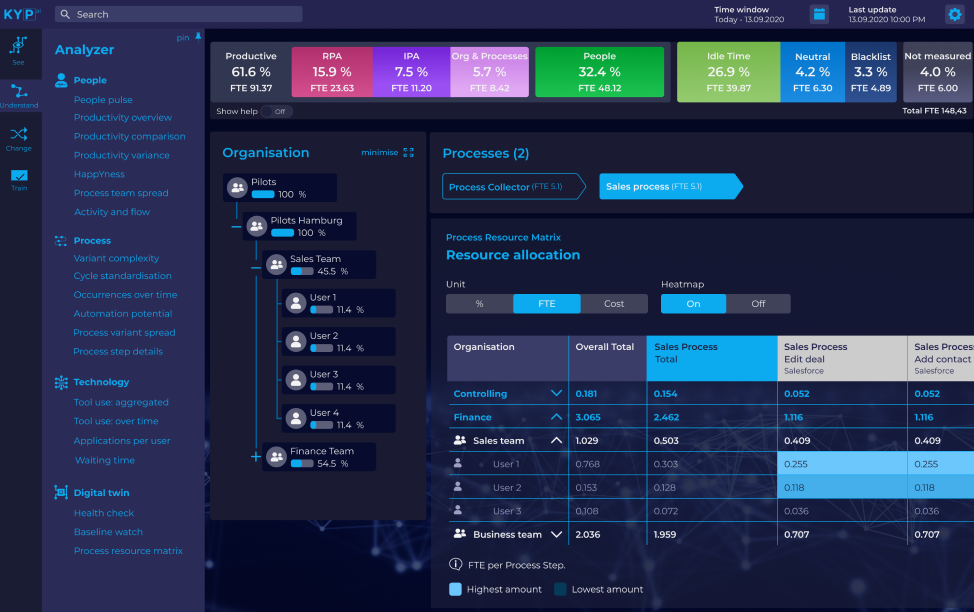 KYP.ai
Search
Time window
Today - 13.09.2020
Last update
13.09.2020 10:00 PM
See
Understand
Change
Train
pin
Analyzer
People
People pulse
Productivity overview
Productivity comparison
Productivity variance
HappYness
Process team spread
Activity and flow
Process
Variant complexity
Cycle standardisation
Occurrences over time
Automation potential
Process variant spread
Process step details
Technology
Tool use: aggregated
Tool use: over time
Applications per user
Waiting time
Digital twin
Health check
Baseline watch
Process resource matrix
Productive
61.6 %
FTE 91.37
RPA
15.9 %
FTE 23.63
IPA
7.5 %
FTE 11.20
Org & Processes
5.7 %
FTE 8.42
People
32.4 %
FTE 48.12
Idle Time
26.9 %
FTE 39.87
Neutral
4.2 %
FTE 6.30
Blacklist
3.3 %
FTE 4.89
Not measured
4.0 %
FTE 6.00
Show help Off
Total FTE 148,43
Organisation
minimise
Pilots
100 %
Pilots Hamburg
100 %
Sales Team
45.5 %
User 1
11.4 %
User 2
11.4 %
User 3
11.4 %
User 4
11.4 %
Finance Team
54.5 %
Processes (2)
Process Collector (FTE 5.1)
Sales process (FTE 5.1)
Process Resource Matrix
Resource allocation
Unit
% FTE Cost
Heatmap
On Off
Organisation
Overall Total
Sales Process
Total
Sales Process
Edit deal
Salesforce
Sales Process
Add contact
Salesforce
Controlling 0.181 0.154 0.052 0.052
Finance 3.065 2.462 1.116 1.116
Sales team 1.029 0.503 0.409 0.409
User 1 0.768 0.303 0.255 0.255
User 2 0.153 0.128 0.118 0.118
User 3 0.108 0.072 0.036 0.036
Business team 2.036 1.959 0.707 0.707
FTE per Process Step.
Highest amount
Lowest amount